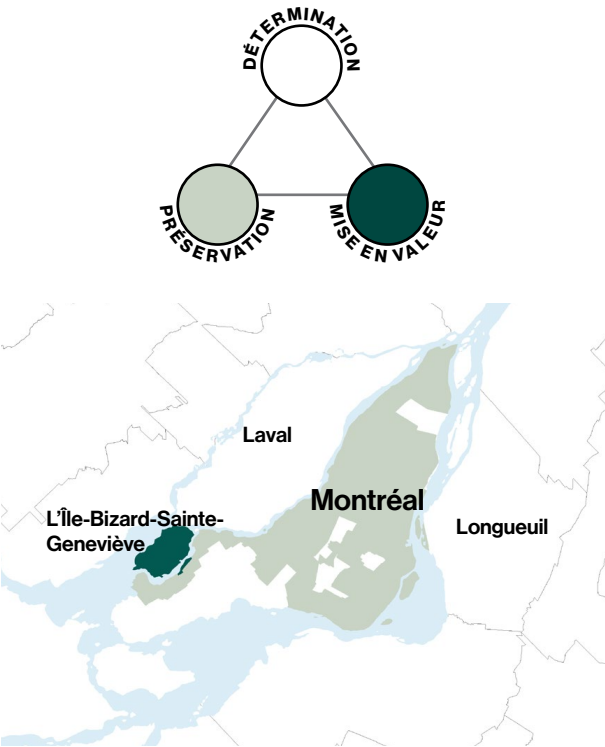 DÉTERMINATION
PRÉSERVATION
MISE EN VALEUR
Laval
Montréal
L'Île-Bizard-Sainte-
Geneviève
Longueuil